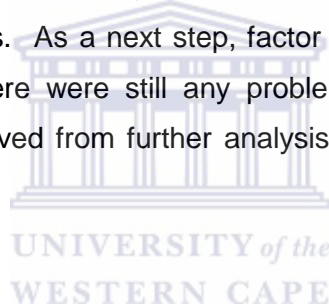 s. As a next step, factor
ere were still any proble
ved from further analysis
UNIVERSITY of the
WESTERN CAPE